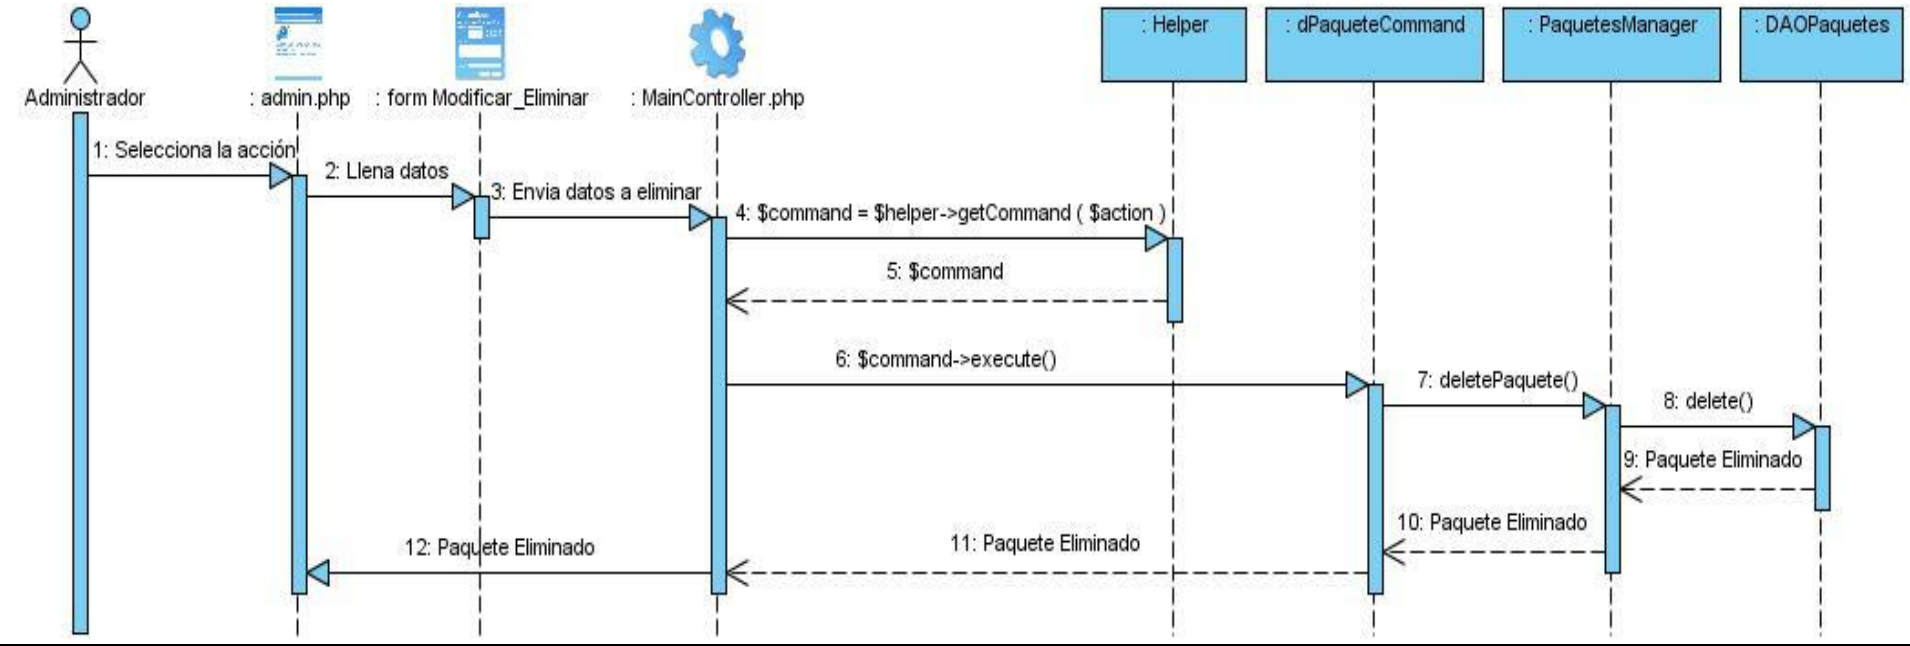 : Helper
: dPaqueteCommand
: PaquetesManager
: DAOPaquetes
Administrador
: admin.php
: form Modificar_Eliminar
: MainController.php
1: Selecciona la acción
2: Llena datos
3: Envia datos a eliminar
4: $command = $helper->getCommand ( $action )
5: $command
6: $command->execute()
7: deletePaquete()
8: delete()
9: Paquete Eliminado
10: Paquete Eliminado
11: Paquete Eliminado
12: Paquete Eliminado